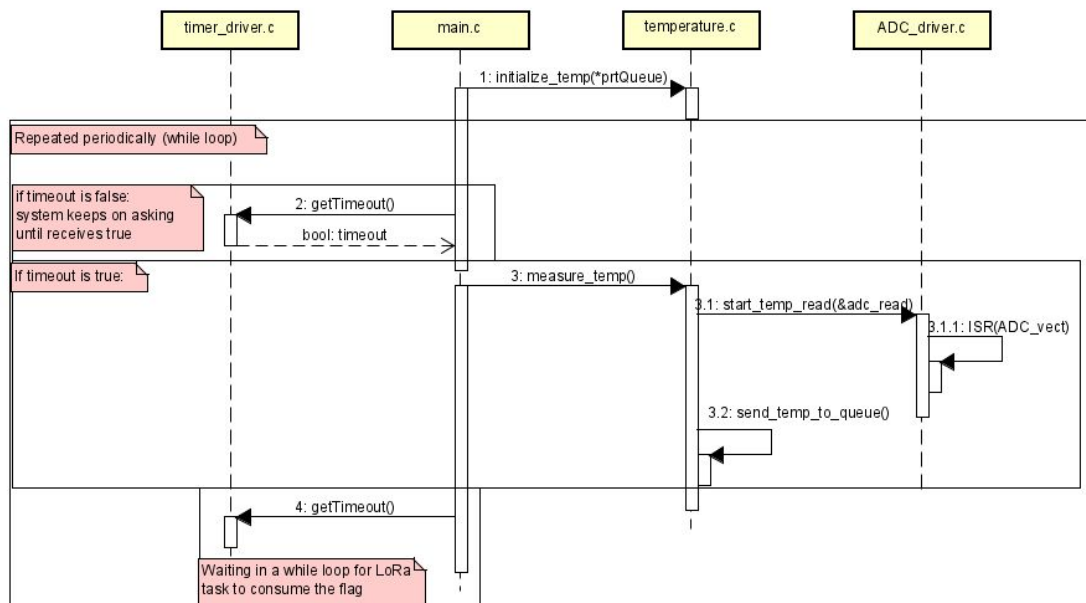 timer_driver.c
main.c
temperature.c
ADC_driver.c
1: initialize_temp(*prtQueue)
Repeated periodically (while loop)
if timeout is false:
system keeps on asking
until receives true
2: getTimeout()
bool: timeout
If timeout is true:
3: measure_temp()
3.1: start_temp_read(&adc_read)
3.1.1: ISR(ADC_vect)
3.2: send_temp_to_queue()
4: getTimeout()
Waiting in a while loop for LoRa
task to consume the flag